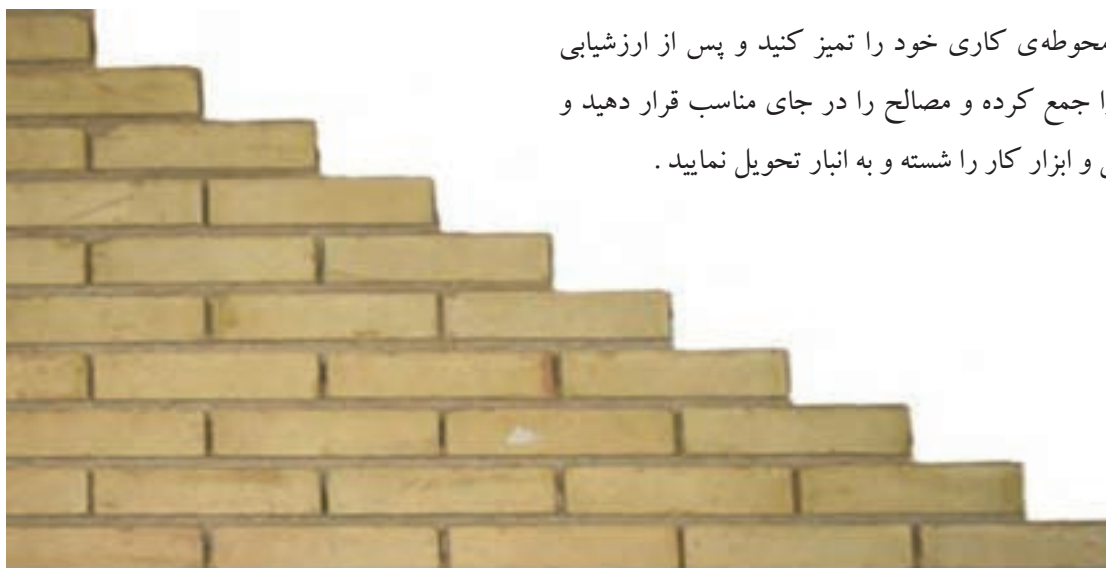 محوطه‌ی کاری خود را تمیز کنید و پس از ارزشیابی
جمع کرده و مصالح را در جای مناسب قرار دهید و
و ابزار کار را شسته و به انبار تحویل نمایید .